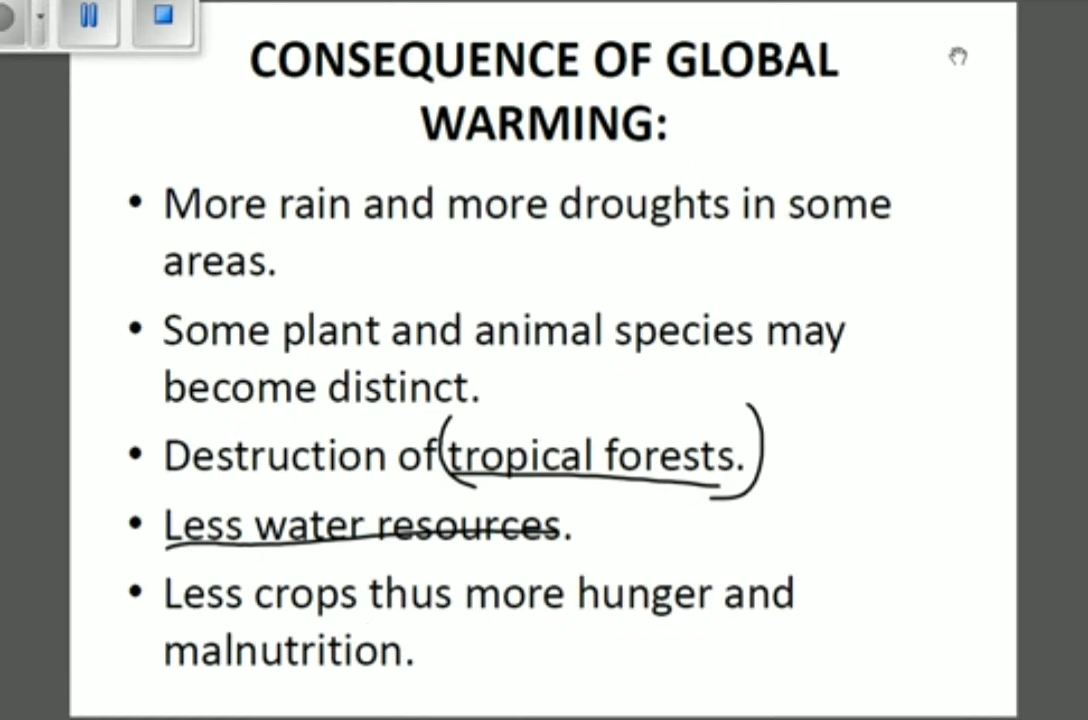 CONSEQUENCE OF GLOBAL
WARMING:
• More rain and more droughts in some
areas.
• Some plant and animal species may
become distinct.
• Destruction of (tropical forests.)
• Less water resources.
• Less crops thus more hunger and
malnutrition.